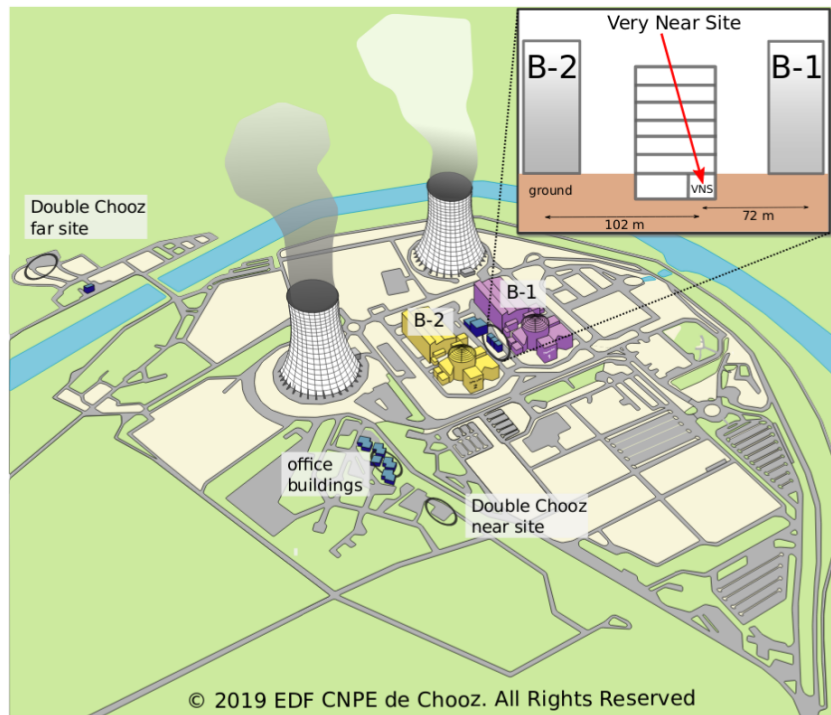 Very Near Site
B-2
B-1
ground
VNS
102 m
72 m
Double Chooz
far site
B-1
B-2
office
buildings
Double Chooz
near site
© 2019 EDF CNPE de Chooz. All Rights Reserved